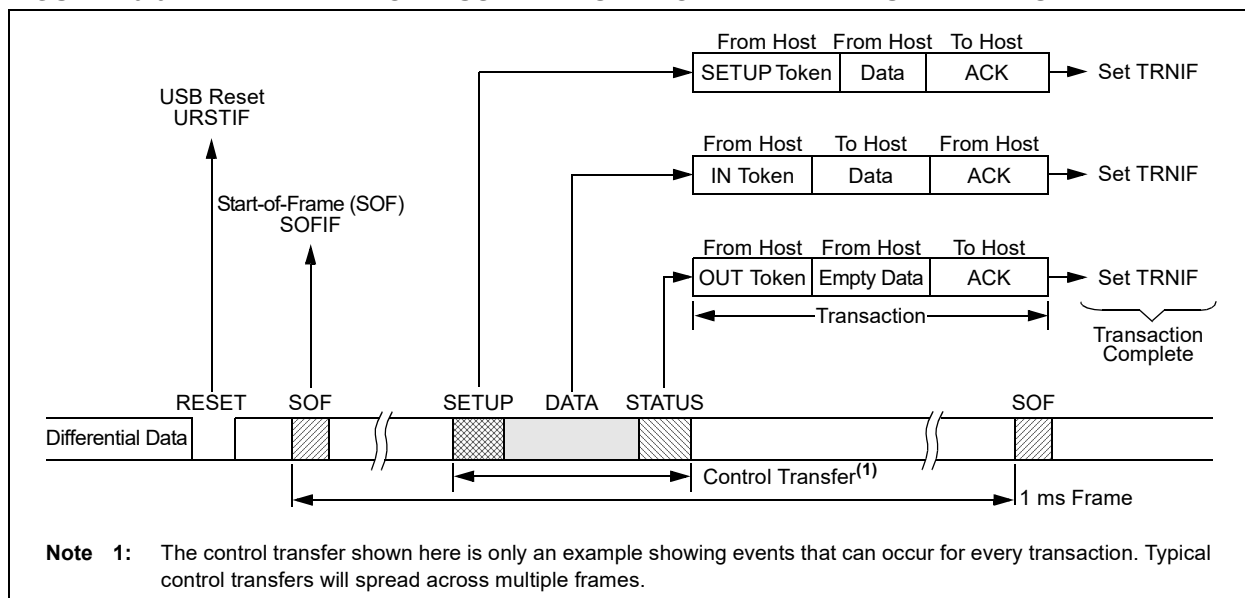 From Host From Host To Host
SETUP Token Data ACK Set TRNIF
USB Reset
URSTIF
From Host To Host From Host
IN Token Data ACK Set TRNIF
Start-of-Frame (SOF)
SOFIF
From Host From Host To Host
OUT Token Empty Data ACK Set TRNIF
Transaction
Transaction
Complete
RESET SOF SETUP DATA STATUS SOF
Differential Data
Control Transfer(1)
1 ms Frame
Note 1: The control transfer shown here is only an example showing events that can occur for every transaction. Typical
control transfers will spread across multiple frames.